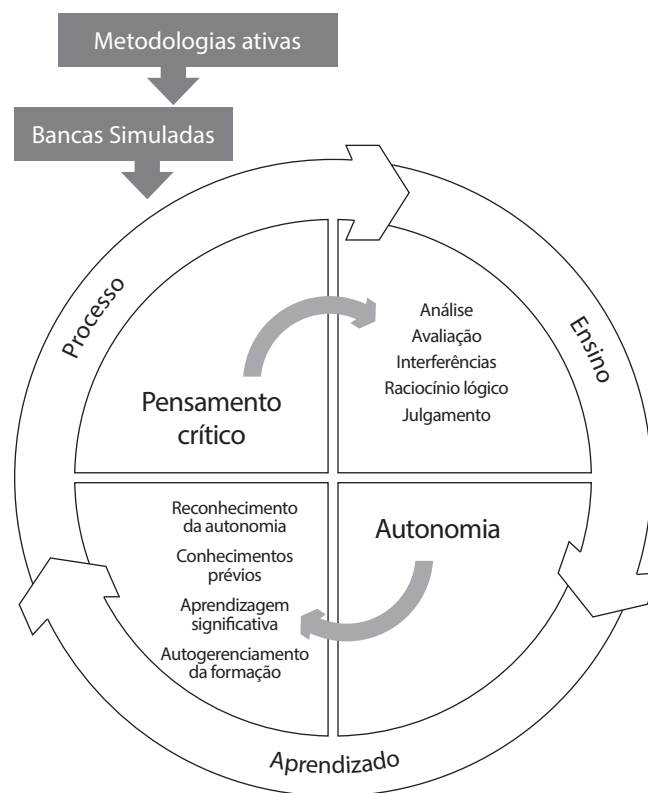 Metodologias ativas
Bancas Simuladas
Processo
Ensino
Análise
Avaliação
Interferências
Raciocínio lógico
Julgamento
Pensamento
crítico
Reconhecimento
da autonomia
Conhecimentos
prévios
Aprendizagem
significativa
Autogerenciamento
da formação
Autonomia
Aprendizado